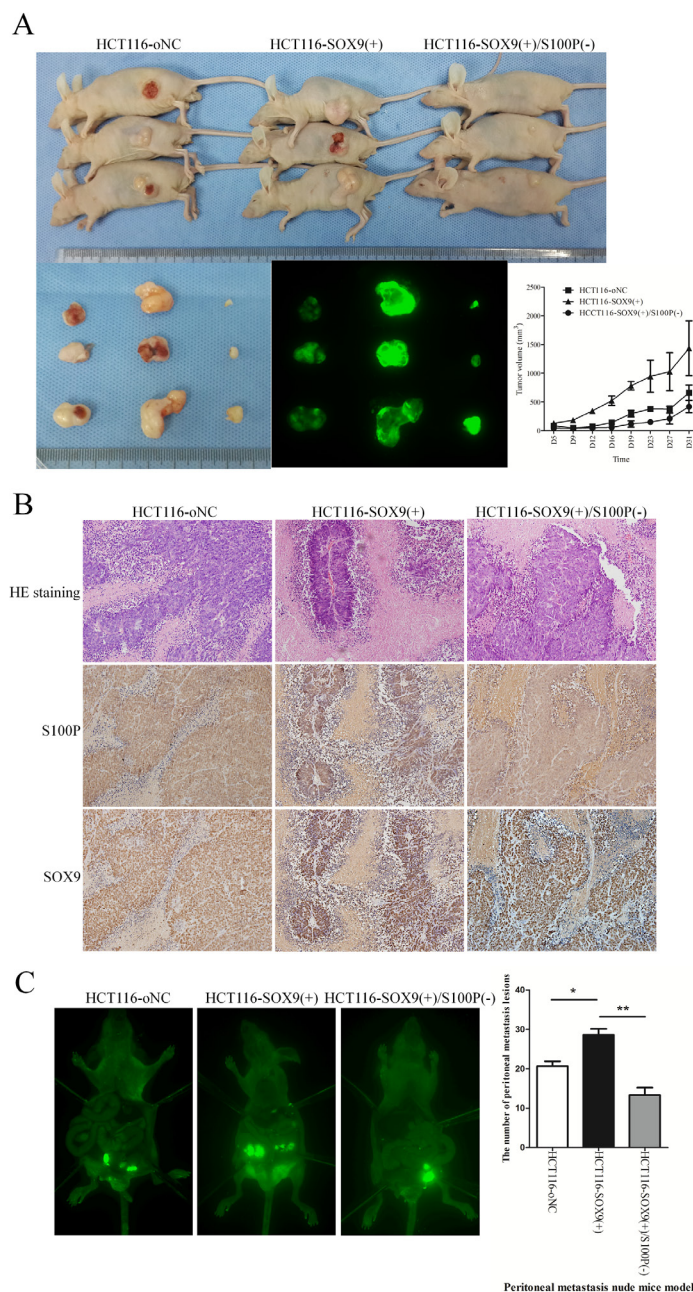 A
HCT116-oNC HCT116-SOX9(+) HCT116-SOX9(+)/S100P(-)
HCT116-oNC
HCT116-SOX9(+)
HCCT116-SOX9(+)/S100P(-)
Tumor volume (mm³)
2500
2000
1500
1000
500
0
D5 D9 D12 D16 D19 D23 D27 D31
Time
B
HCT116-oNC HCT116-SOX9(+) HCT116-SOX9(+)/S100P(-)
HE staining
S100P
SOX9
C
HCT116-oNC HCT116-SOX9(+) HCT116-SOX9(+)/S100P(-)
The number of peritoneal metastasis lesions
40
30
20
10
0
*
**
HCT116-oNC
HCT116-SOX9(+)
HCT116-SOX9(+)/S100P(-)
Peritoneal metastasis nude mice model